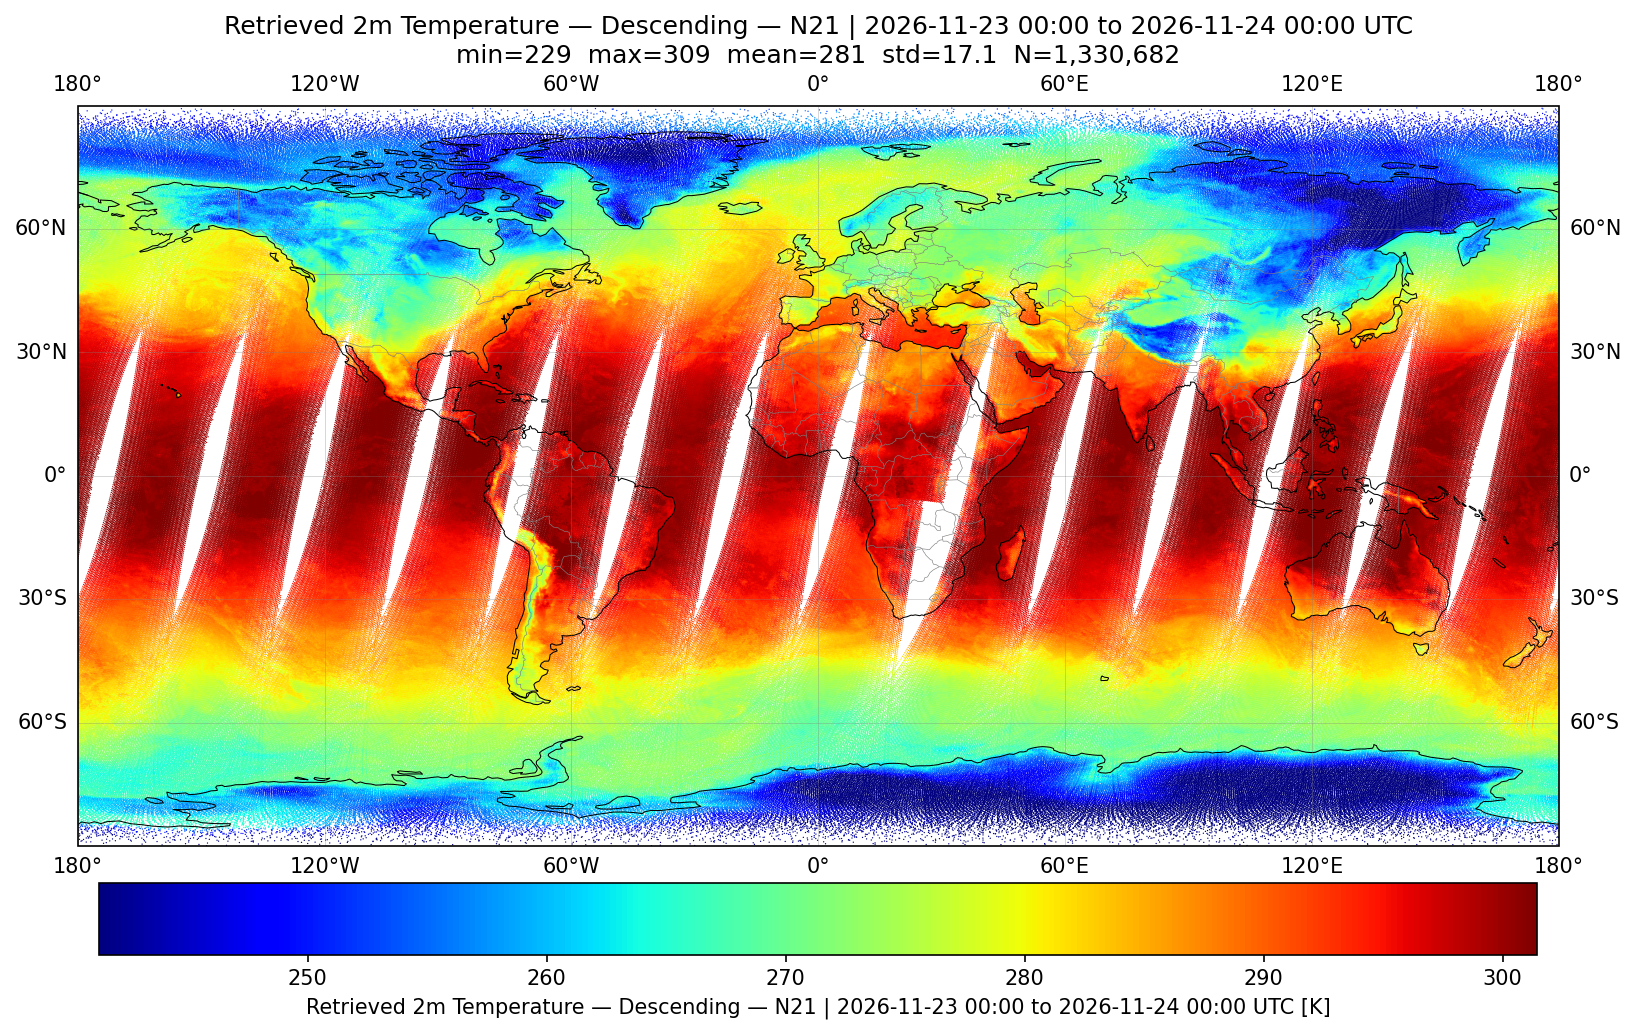 Retrieved 2m Temperature — Descending — N21 | 2026-11-23 00:00 to 2026-11-24 00:00 UTC
min=229  max=309  mean=281  std=17.1  N=1,330,682
180° 120°W 60°W 0° 60°E 120°E 180°
60°N 60°N
30°N 30°N
0° 0°
30°S 30°S
60°S 60°S
180° 120°W 60°W 0° 60°E 120°E 180°
250 260 270 280 290 300
Retrieved 2m Temperature — Descending — N21 | 2026-11-23 00:00 to 2026-11-24 00:00 UTC [K]